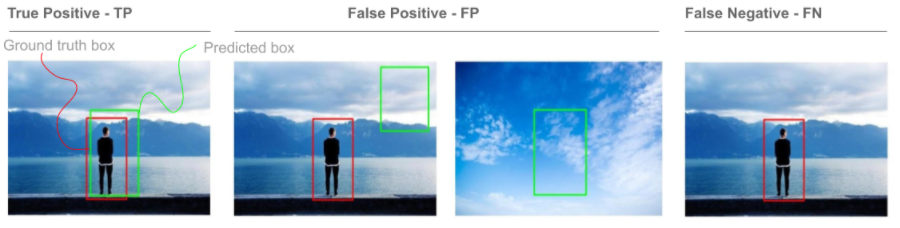 True Positive - TP
False Positive - FP
False Negative - FN
Ground truth box
Predicted box